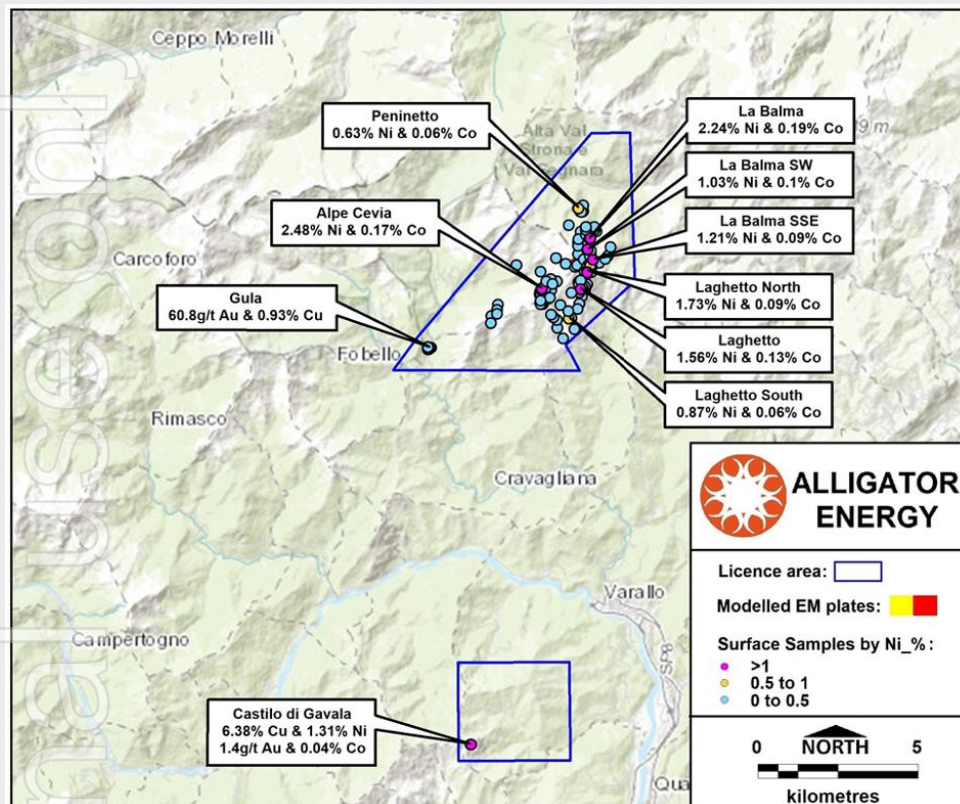 Ceppo Morelli
Peninetto
0.63% Ni & 0.06% Co
La Balma
2.24% Ni & 0.19% Co
Alta Val
Strona e
Val
La Balma SW
1.03% Ni & 0.1% Co
Alpe Cevia
2.48% Ni & 0.17% Co
La Balma SSE
1.21% Ni & 0.09% Co
Carcoforo
Gula
60.8g/t Au & 0.93% Cu
Laghetto North
1.73% Ni & 0.09% Co
Fobello
Laghetto
1.56% Ni & 0.13% Co
Rimasco
Laghetto South
0.87% Ni & 0.06% Co
Cravagliana
ALLIGATOR
ENERGY
Licence area:
Modelled EM plates:
Surface Samples by Ni_%:
>1
0.5 to 1
0 to 0.5
Varallo
SP8
Campertogno
Castilo di Gavala
6.38% Cu & 1.31% Ni
1.4g/t Au & 0.04% Co
Qua
0 NORTH 5
kilometres
nal use only